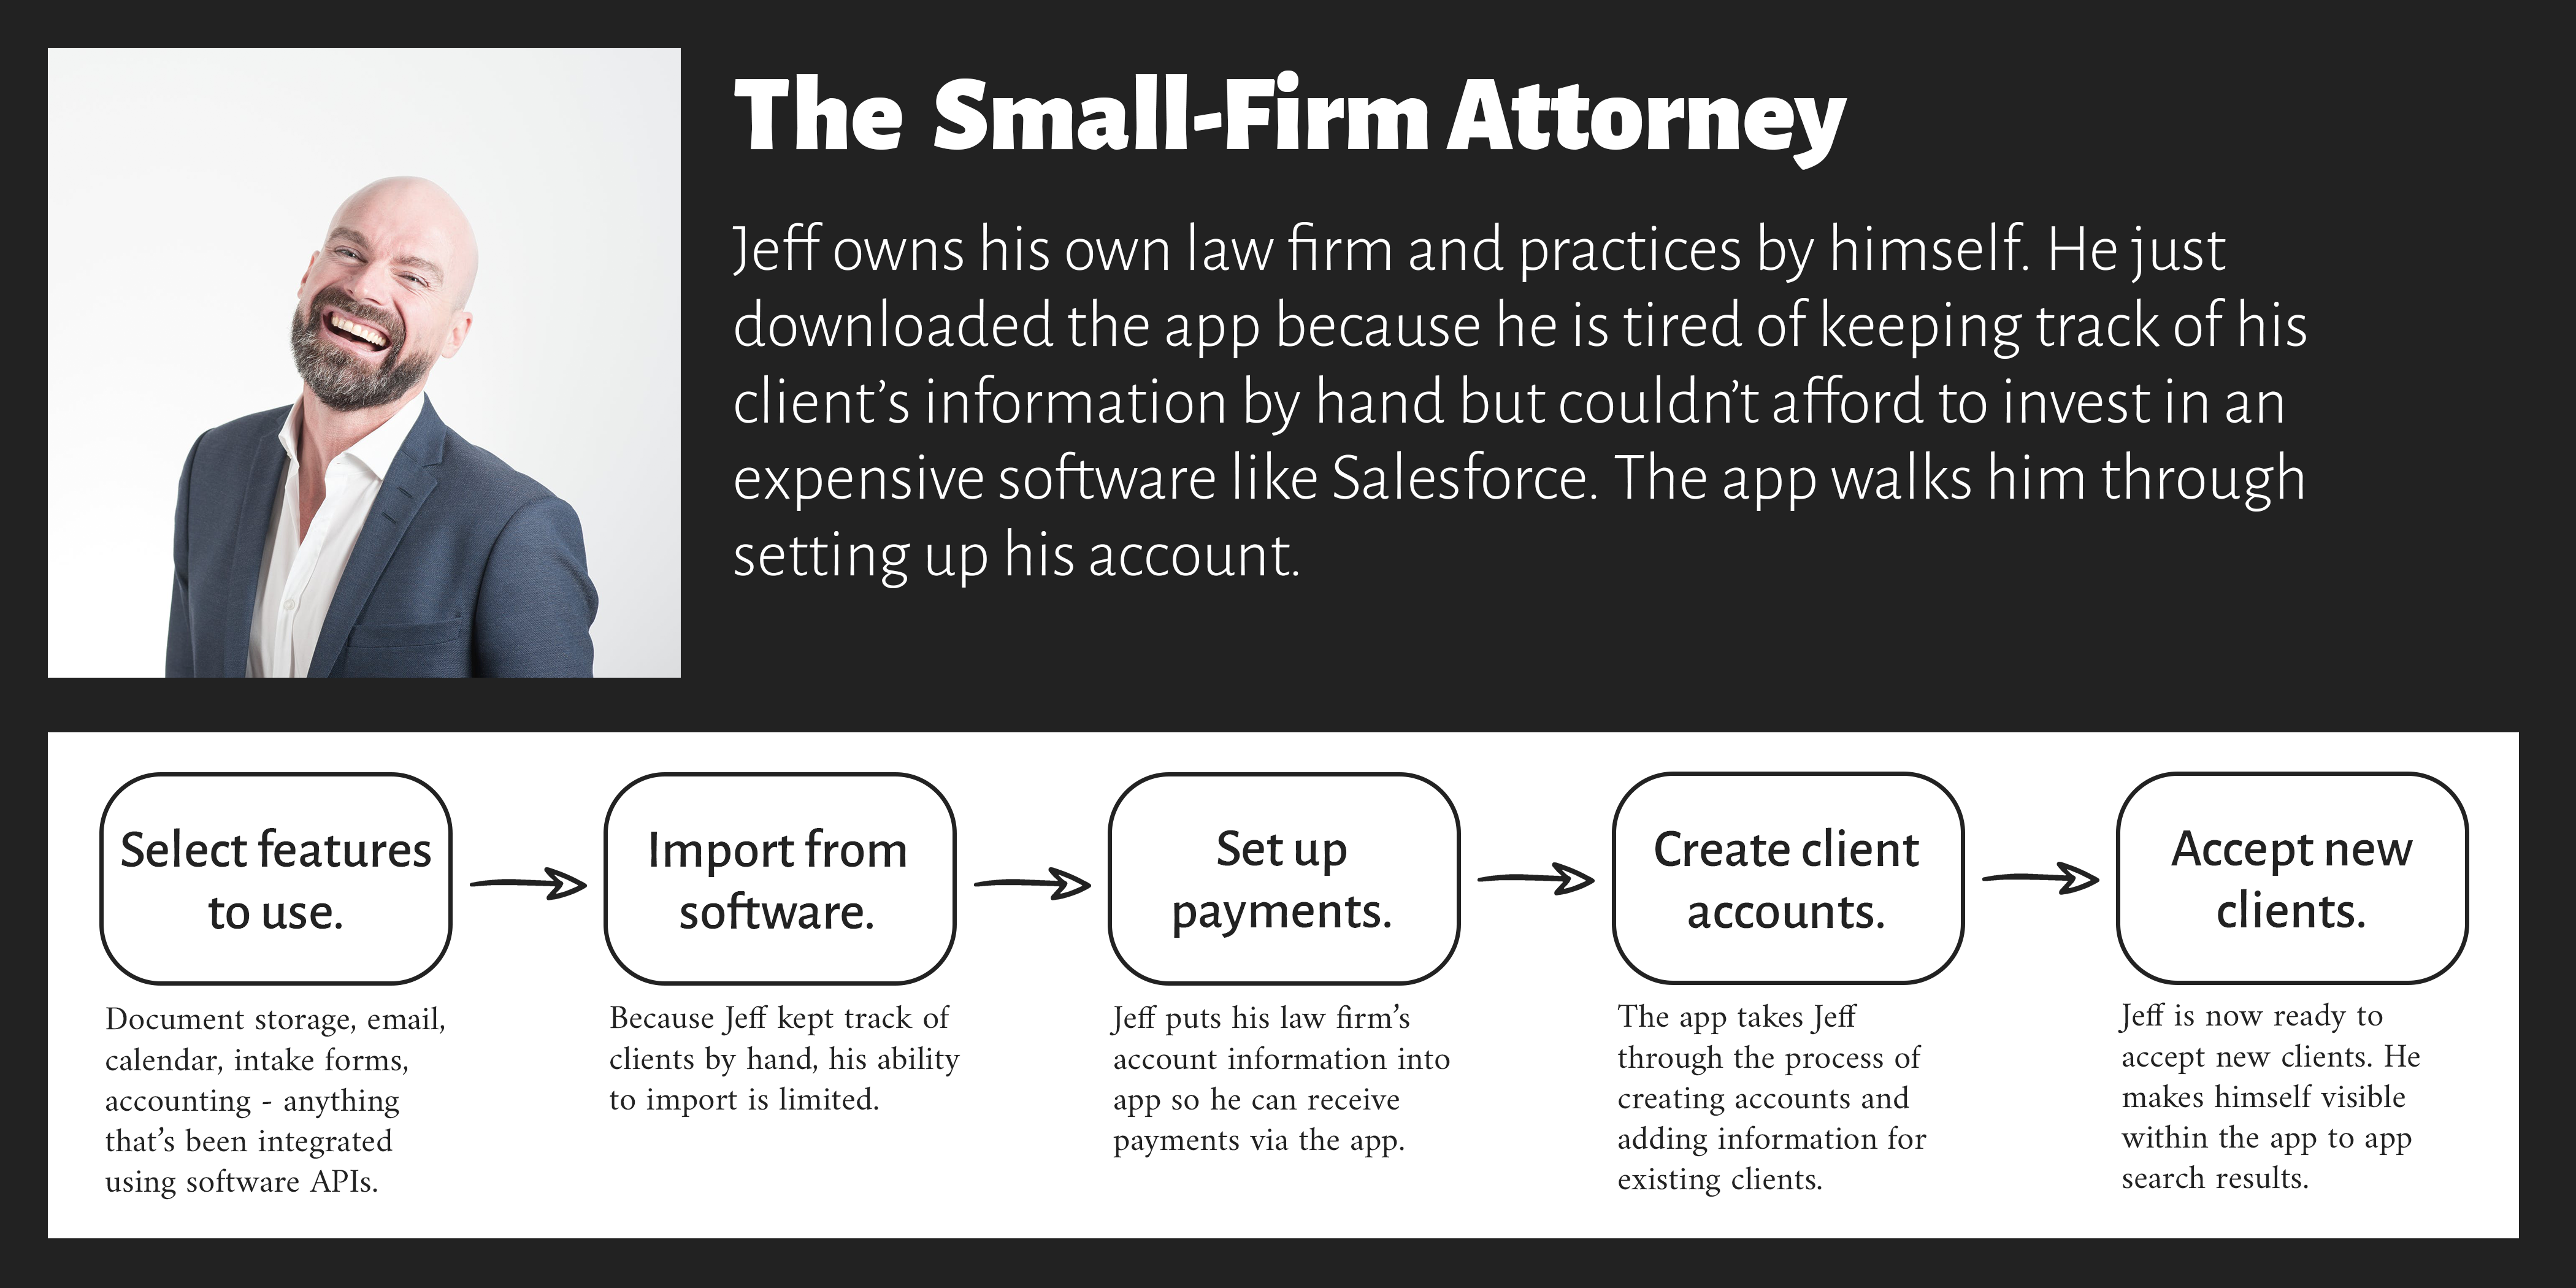 The Small-Firm Attorney
Jeff owns his own law firm and practices by himself. He just
downloaded the app because he is tired of keeping track of his
client’s information by hand but couldn’t afford to invest in an
expensive software like Salesforce. The app walks him through
setting up his account.
Select features
to use.
Document storage, email,
calendar, intake forms,
accounting - anything
that’s been integrated
using software APIs.
Import from
software.
Because Jeff kept track of
clients by hand, his ability
to import is limited.
Set up
payments.
Jeff puts his law firm’s
account information into
app so he can receive
payments via the app.
Create client
accounts.
The app takes Jeff
through the process of
creating accounts and
adding information for
existing clients.
Accept new
clients.
Jeff is now ready to
accept new clients. He
makes himself visible
within the app to app
search results.